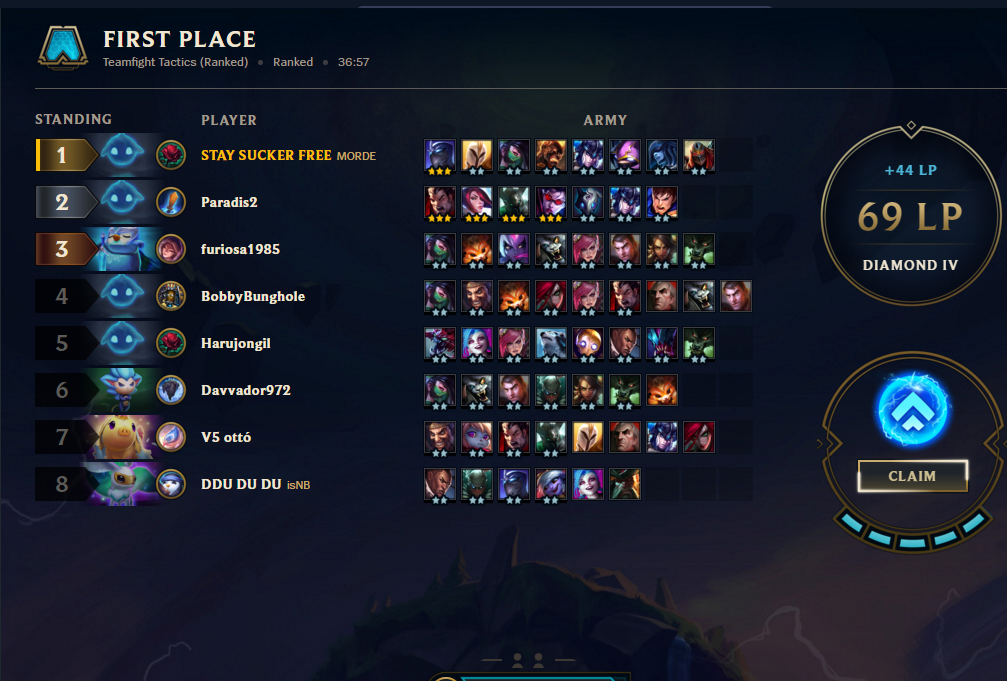 FIRST PLACE
Teamfight Tactics (Ranked) • Ranked • 36:57
STANDING PLAYER ARMY
1 STAY SUCKER FREE MORDE
2 Paradis2
3 furiosa1985
4 BobbyBunghole
5 Harujongil
6 Davvador972
7 V5 ottó
8 DDU DU DU isNB
+44 LP
69 LP
DIAMOND IV
CLAIM